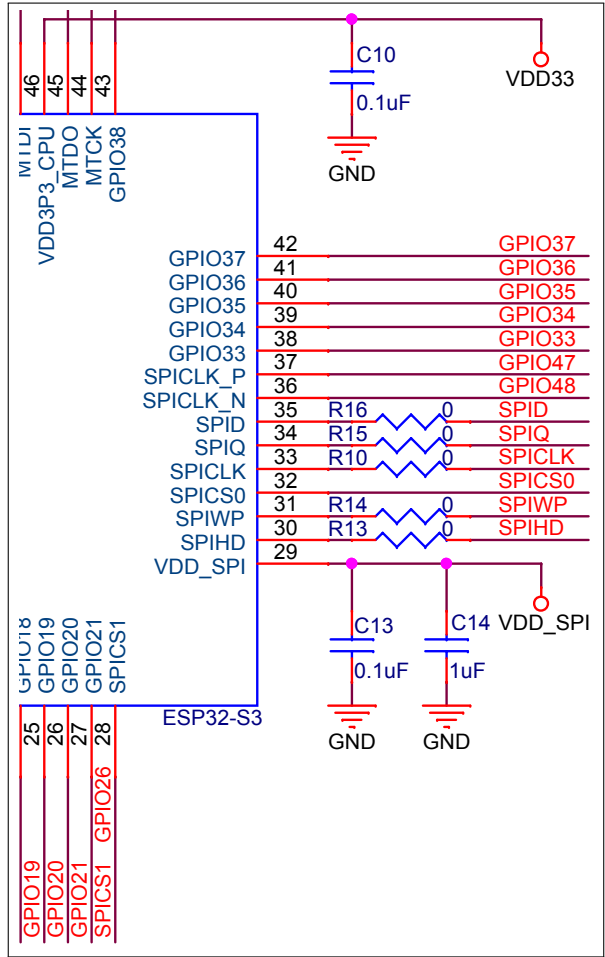 C10
0.1uF
GND
VDD33
46
45
44
43
MTDI
VDD3P3_CPU
MTDO
MTCK
GPIO38
GPIO37 42 GPIO37
GPIO36 41 GPIO36
GPIO35 40 GPIO35
GPIO34 39 GPIO34
GPIO33 38 GPIO33
SPICLK_P 37 GPIO47
SPICLK_N 36 GPIO48
SPID 35 R16 0 SPID
SPIQ 34 R15 0 SPIQ
SPICLK 33 R10 0 SPICLK
SPICS0 32 SPICS0
SPIWP 31 R14 0 SPIWP
SPIHD 30 R13 0 SPIHD
VDD_SPI 29
VDD_SPI
C13
0.1uF
GND
C14
1uF
GND
GPIO18
GPIO19
GPIO20
GPIO21
SPICS1
ESP32-S3
25
26
27
28
GPIO19
GPIO20
GPIO21
SPICS1 GPIO26